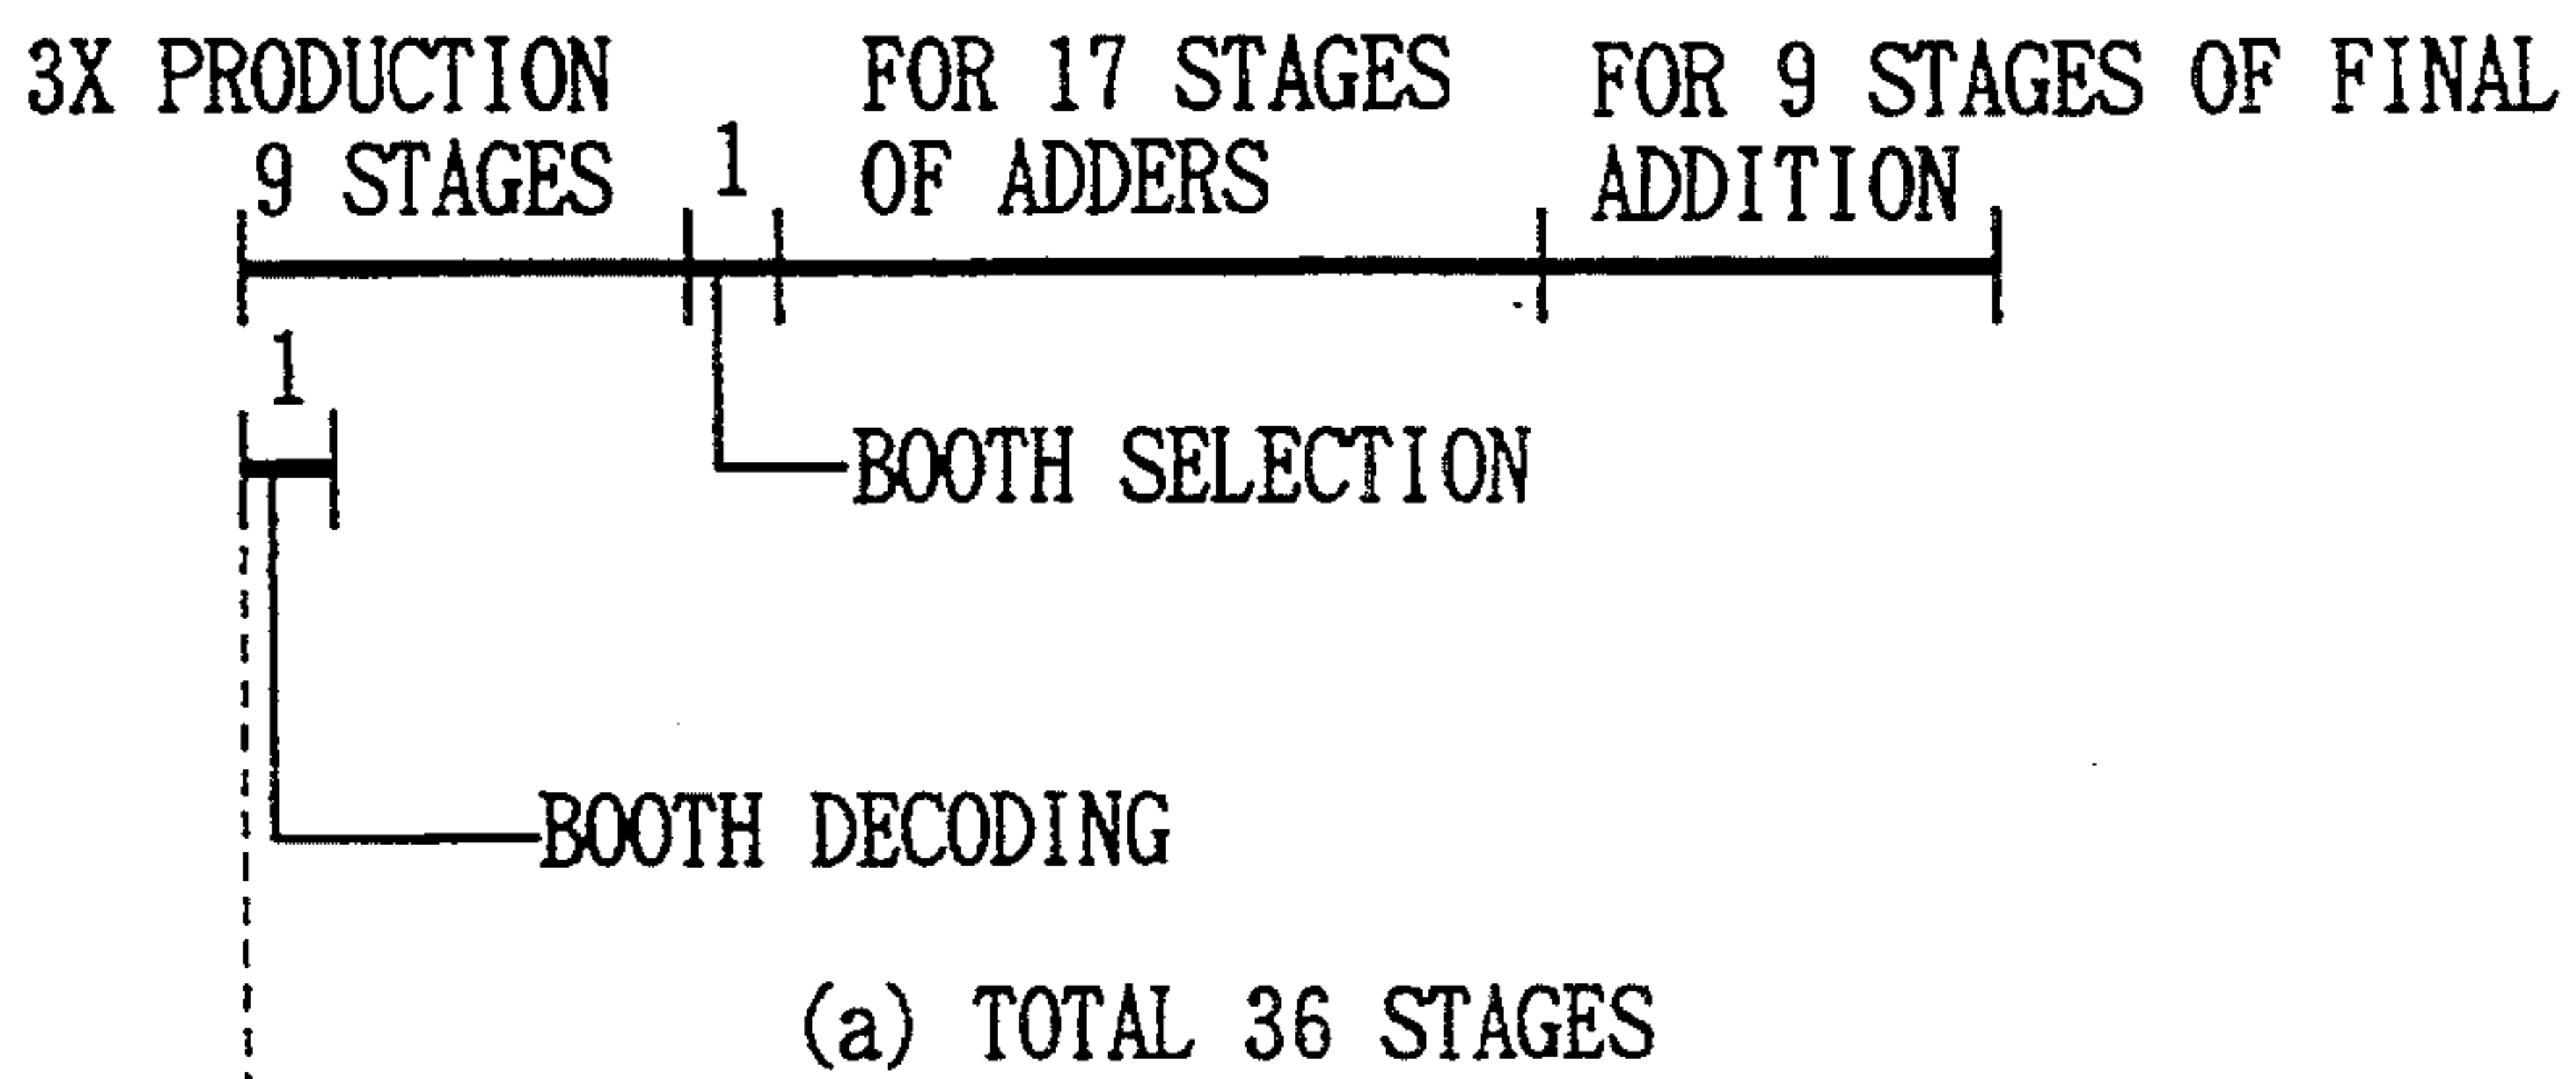 3X PRODUCTION
9 STAGES
1
FOR 17 STAGES
OF ADDERS
FOR 9 STAGES OF FINAL
ADDITION
1
BOOTH SELECTION
BOOTH DECODING
(a) TOTAL 36 STAGES